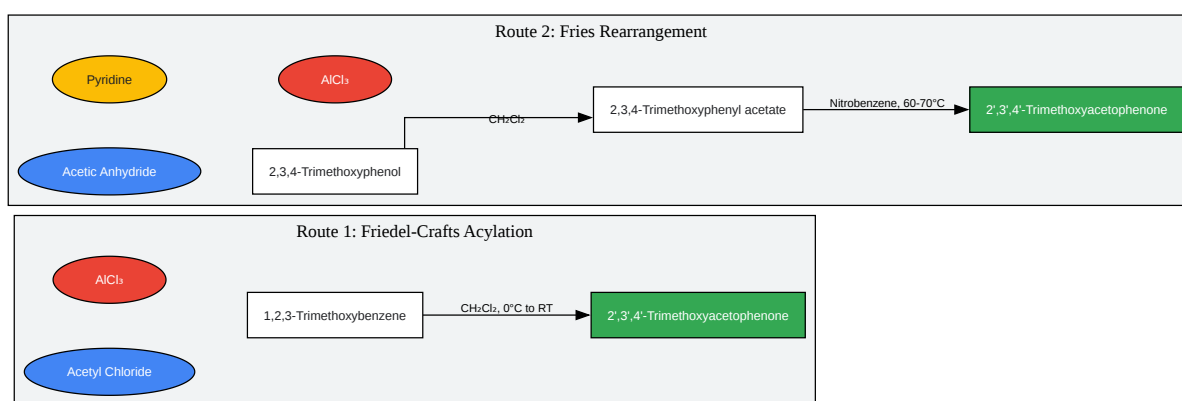 Route 2: Fries Rearrangement
Pyridine
AlCl₃
Acetic Anhydride
2,3,4-Trimethoxyphenol
CH₂Cl₂
2,3,4-Trimethoxyphenyl acetate
Nitrobenzene, 60-70°C
2',3',4'-Trimethoxyacetophenone
Route 1: Friedel-Crafts Acylation
AlCl₃
Acetyl Chloride
1,2,3-Trimethoxybenzene
CH₂Cl₂, 0°C to RT
2',3',4'-Trimethoxyacetophenone